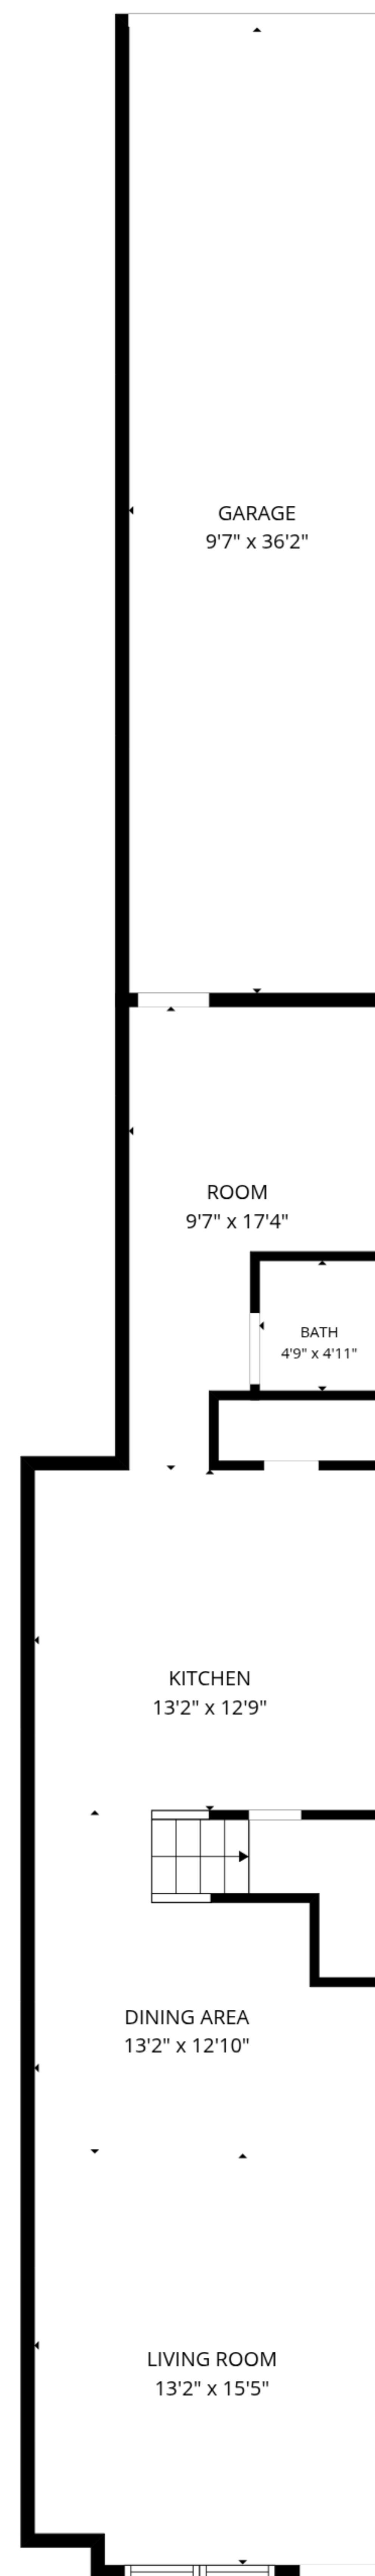 GARAGE
9'7" x 36'2"
ROOM
9'7" x 17'4"
BATH
4'9" x 4'11"
KITCHEN
13'2" x 12'9"
DINING AREA
13'2" x 12'10"
LIVING ROOM
13'2" x 15'5"